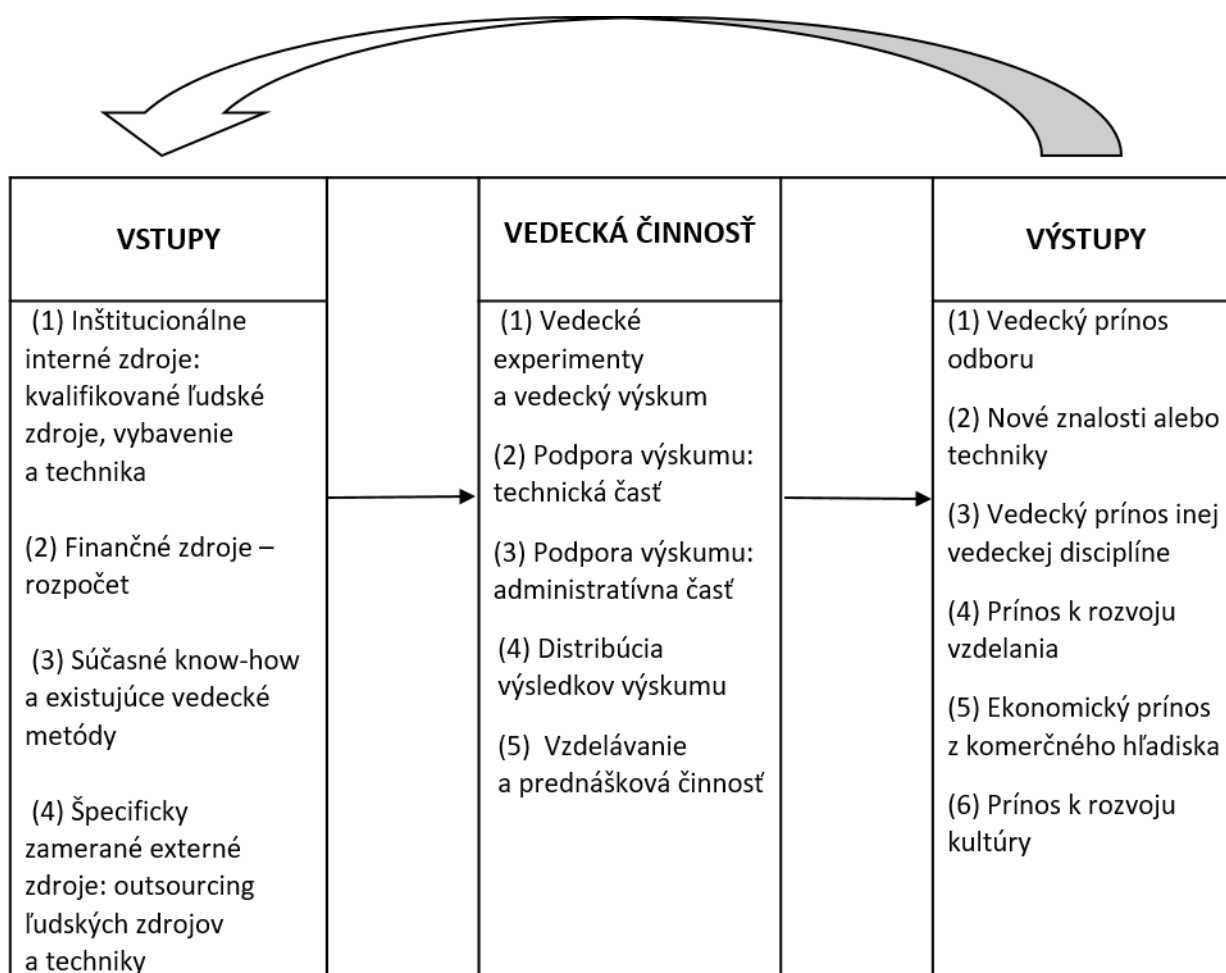 VSTUPY
(1) Inštitucionálne
interné zdroje:
kvalifikované ľudské
zdroje, vybavenie
a technika
(2) Finančné zdroje –
rozpočet
(3) Súčasné know-how
a existujúce vedecké
metódy
(4) Špecificky
zamerané externé
zdroje: outsourcing
ľudských zdrojov
a techniky
VEDECKÁ ČINNOSŤ
(1) Vedecké
experimenty
a vedecký výskum
(2) Podpora výskumu:
technická časť
(3) Podpora výskumu:
administratívna časť
(4) Distribúcia
výsledkov výskumu
(5) Vzdelávanie
a prednášková činnosť
VÝSTUPY
(1) Vedecký prínos
odboru
(2) Nové znalosti alebo
techniky
(3) Vedecký prínos inej
vedeckej disciplíne
(4) Prínos k rozvoju
vzdelania
(5) Ekonomický prínos
z komerčného hľadiska
(6) Prínos k rozvoju
kultúry